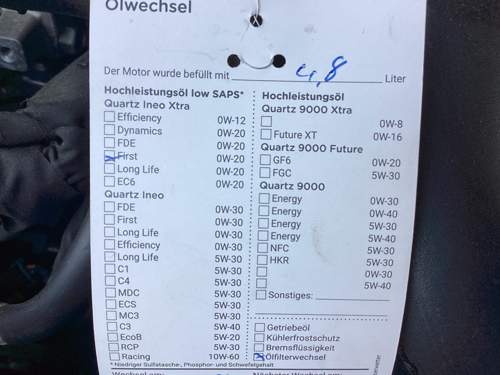 Ölwechsel
Der Motor wurde befüllt mit 4,8 Liter
Hochleistungsöl low SAPS*
Quartz Ineo Xtra
Efficiency 0W-12
Dynamics 0W-20
FDE 0W-20
First 0W-20
Long Life 0W-20
EC6 0W-20
Quartz Ineo
FDE 0W-30
First 0W-30
Long Life 0W-30
Efficiency 0W-30
Long Life 5W-30
C1 5W-30
C4 5W-30
MDC 5W-30
ECS 5W-30
MC3 5W-30
C3 5W-40
EcoB 5W-20
RCP 5W-30
Racing 10W-60
* Niedriger Sulfatasche-, Phosphor- und Schwefelgehalt
Hochleistungsöl
Quartz 9000 Xtra
0W-8
Future XT 0W-16
Quartz 9000 Future
GF6 0W-20
FGC 5W-30
Quartz 9000
Energy 0W-30
Energy 0W-40
Energy 5W-30
Energy 5W-40
NFC 5W-30
HKR 5W-30
0W-30
5W-40
Sonstiges:
Getriebeöl
Kühlerfrostschutz
Bremsflüssigkeit
Ölfilterwechsel